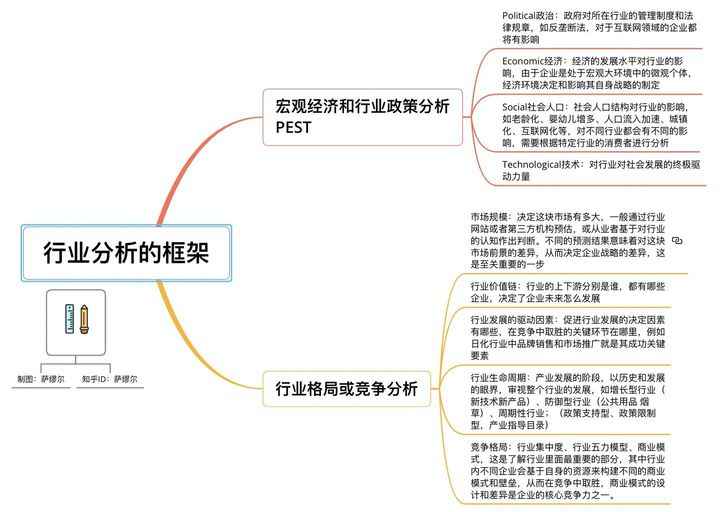 Political政治：政府对所在行业的管理制度和法
律规章，如反垄断法，对于互联网领域的企业都
将有影响
Economic经济：经济的发展水平对行业的影
响，由于企业是处于宏观大环境中的微观个体，
经济环境决定和影响其自身战略的制定
宏观经济和行业政策分析
PEST
Social社会人口：社会人口结构对行业的影响，
如老龄化、婴幼儿增多、人口流入加速、城镇
化、互联网化等，对不同行业都会有不同的影
响，需要根据特定行业的消费者进行分析
Technological技术：对行业对社会发展的终极驱
动力量
行业分析的框架
制图：萨缪尔
知乎ID：萨缪尔
市场规模：决定这块市场有多大，一般通过行业
网站或者第三方机构预估，或从业者基于对行业
的认知作出判断。不同的预测结果意味着对这块
市场前景的差异，从而决定企业战略的差异，这
是至关重要的一步
行业价值链：行业的上下游分别是谁，都有哪些
企业，决定了企业未来怎么发展
行业发展的驱动因素：促进行业发展的决定因素
有哪些，在竞争中取胜的关键环节在哪里，例如
日化行业中品牌销售和市场推广就是其成功关键
要素
行业格局或竞争分析
行业生命周期：产业发展的阶段，以历史和发展
的眼界，审视整个行业的发展，如增长型行业（
新技术新产品）、防御型行业（公共用品 烟
草）、周期性行业；（政策支持型、政策限制
型，产业指导目录）
竞争格局：行业集中度、行业五力模型、商业模
式，这是了解行业里面最重要的部分，其中行业
内不同企业会基于自身的资源来构建不同的商业
模式和壁垒，从而在竞争中取胜，商业模式的设
计和差异是企业的核心竞争力之一。